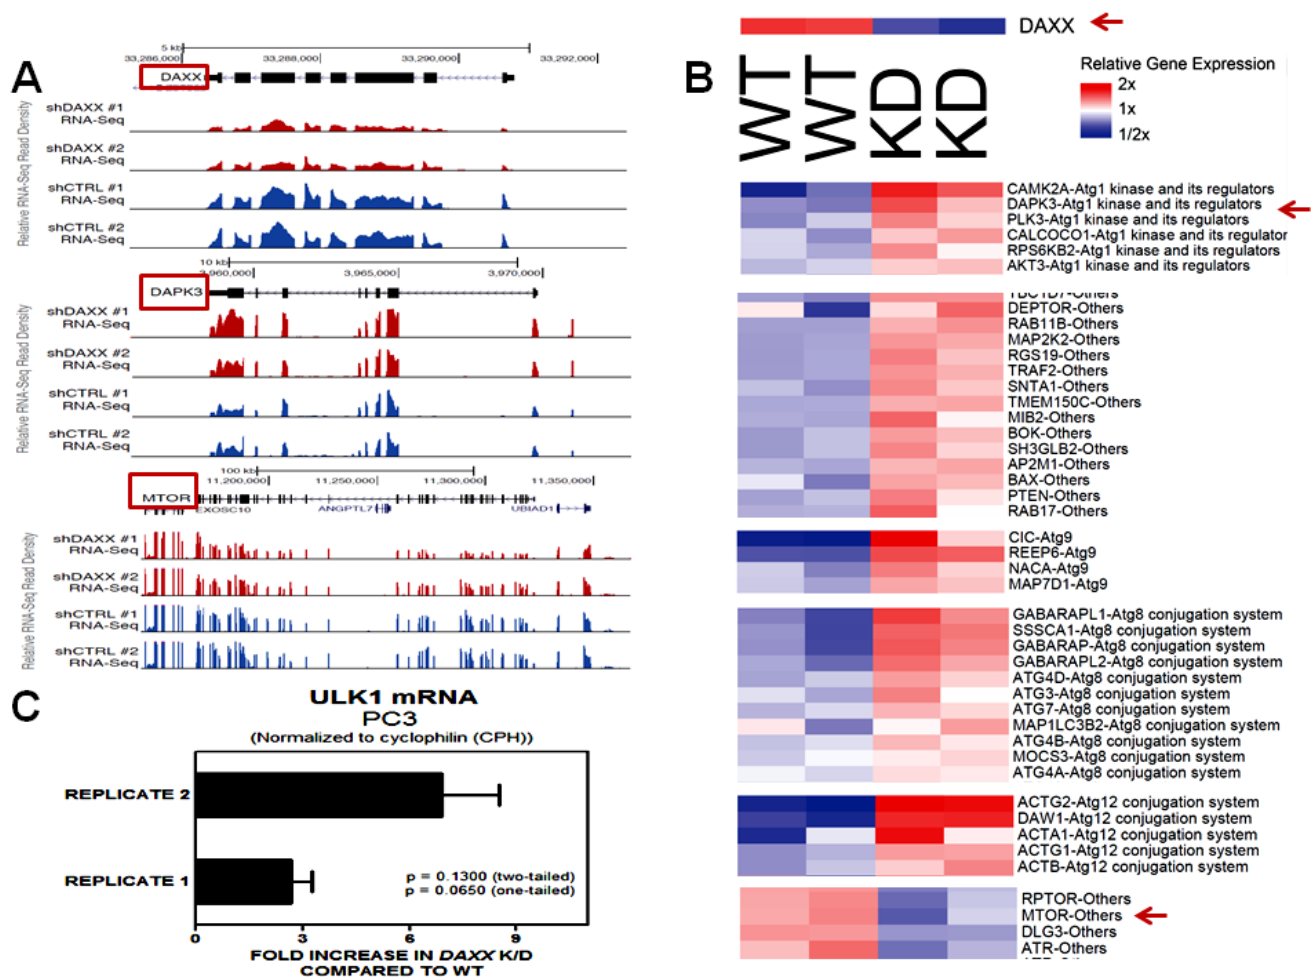 A
5 kb
33,286,000
33,288,000
33,290,000
33,292,000
DAXX
Relative RNA-Seq Read Density
shDAXX #1
RNA-Seq
shDAXX #2
RNA-Seq
shCTRL #1
RNA-Seq
shCTRL #2
RNA-Seq
10 kb
3,960,000
3,965,000
3,970,000
DAPK3
Relative RNA-Seq Read Density
shDAXX #1
RNA-Seq
shDAXX #2
RNA-Seq
shCTRL #1
RNA-Seq
shCTRL #2
RNA-Seq
100 kb
11,200,000
11,250,000
11,300,000
11,350,000
MTOR
EXOSC10
ANGPTL7
UBIAD1
Relative RNA-Seq Read Density
shDAXX #1
RNA-Seq
shDAXX #2
RNA-Seq
shCTRL #1
RNA-Seq
shCTRL #2
RNA-Seq
B
DAXX
WT
WT
KD
KD
Relative Gene Expression
2x
1x
1/2x
CAMK2A-Atg1 kinase and its regulators
DAPK3-Atg1 kinase and its regulators
PLK3-Atg1 kinase and its regulators
CALCOCO1-Atg1 kinase and its regulator
RPS6KB2-Atg1 kinase and its regulators
AKT3-Atg1 kinase and its regulators
TBC1D7-Others
DEPTOR-Others
RAB11B-Others
MAP2K2-Others
RGS19-Others
TRAF2-Others
SNTA1-Others
TMEM150C-Others
MIB2-Others
BOK-Others
SH3GLB2-Others
AP2M1-Others
BAX-Others
PTEN-Others
RAB17-Others
CIC-Atg9
REEP6-Atg9
NACA-Atg9
MAP7D1-Atg9
GABARAPL1-Atg8 conjugation system
SSSCA1-Atg8 conjugation system
GABARAP-Atg8 conjugation system
GABARAPL2-Atg8 conjugation system
ATG4D-Atg8 conjugation system
ATG3-Atg8 conjugation system
ATG7-Atg8 conjugation system
MAP1LC3B2-Atg8 conjugation system
ATG4B-Atg8 conjugation system
MOCS3-Atg8 conjugation system
ATG4A-Atg8 conjugation system
ACTG2-Atg12 conjugation system
DAW1-Atg12 conjugation system
ACTA1-Atg12 conjugation system
ACTG1-Atg12 conjugation system
ACTB-Atg12 conjugation system
RPTOR-Others
MTOR-Others
DLG3-Others
ATR-Others
C
ULK1 mRNA
PC3
(Normalized to cyclophilin (CPH))
REPLICATE 2
REPLICATE 1
p = 0.1300 (two-tailed)
p = 0.0650 (one-tailed)
0
3
6
9
FOLD INCREASE IN DAXX K/D
COMPARED TO WT